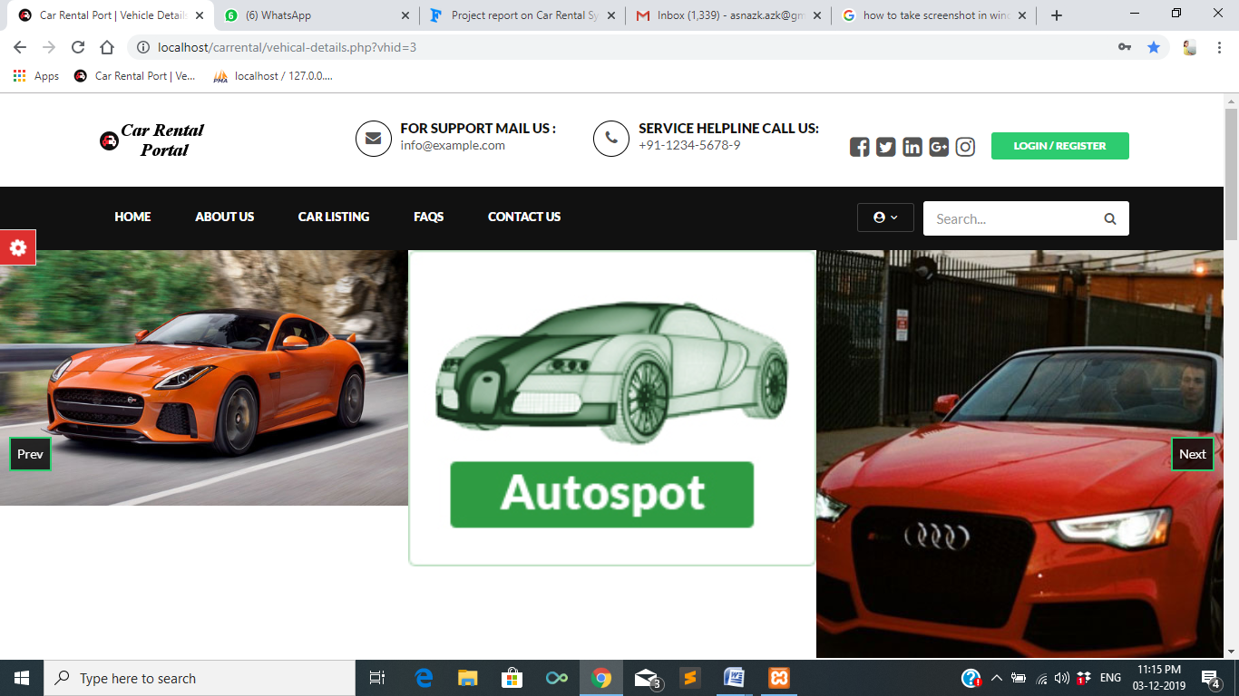 Car Rental Port | Vehicle Details
(6) WhatsApp
Project report on Car Rental Sy
Inbox (1,339) - asnazk.azk@gm
how to take screenshot in wind
localhost/carrental/vehical-details.php?vhid=3
Apps
Car Rental Port | Ve...
localhost / 127.0.0....
Car Rental
Portal
FOR SUPPORT MAIL US :
info@example.com
SERVICE HELPLINE CALL US:
+91-1234-5678-9
LOGIN / REGISTER
HOME
ABOUT US
CAR LISTING
FAQS
CONTACT US
Search...
Prev
Autospot
Next
Type here to search
3
ENG
11:15 PM
03-12-2019
4